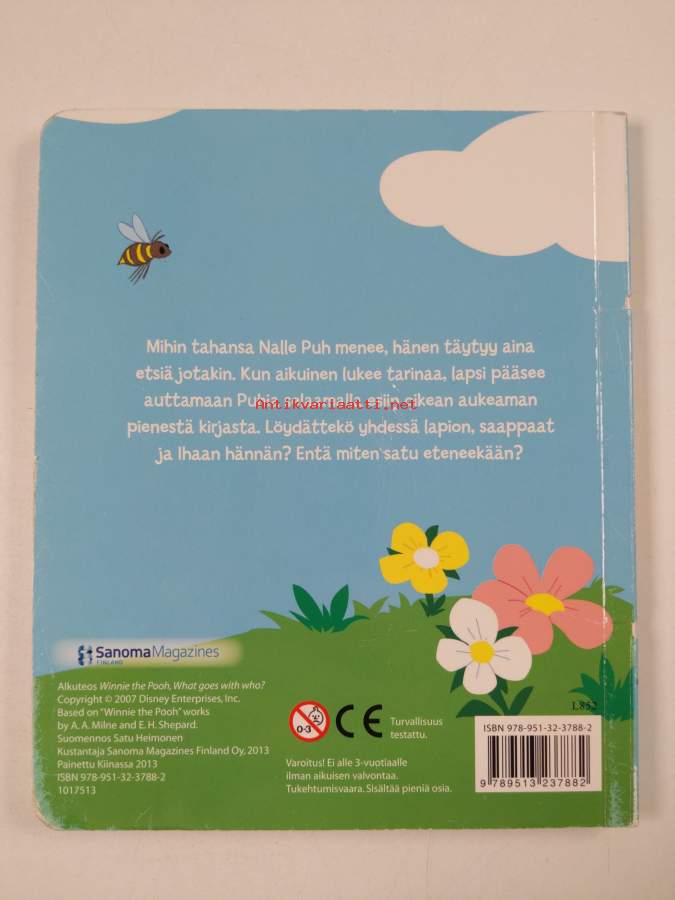 Mihin tahansa Nalle Puh menee, hänen täytyy aina
etsiä jotakin. Kun aikuinen lukee tarinaa, lapsi pääsee
auttamaan oikean aukeaman
Antikvariaatti.net
pienestä kirjasta. Löydättekö yhdessä lapion, saappaat
ja Ihaan hännän? Entä miten satu eteneekään?
SanomaMagazines
FINLAND
Alkuteos Winnie the Pooh, What goes with who?
Copyright © 2007 Disney Enterprises, Inc.
Based on "Winnie the Pooh" works
by A. A. Milne and E. H. Shepard.
Suomennos Satu Heimonen
Kustantaja Sanoma Magazines Finland Oy, 2013
Painettu Kiinassa 2013
ISBN 978-951-32-3788-2
1017513
0-3
CE
Turvallisuus
testattu.
Varoitus! Ei alle 3-vuotiaalle
ilman aikuisen valvontaa.
Tukehtumisvaara. Sisältää pieniä osia.
L852
ISBN 978-951-32-3788-2
9 789513 237882